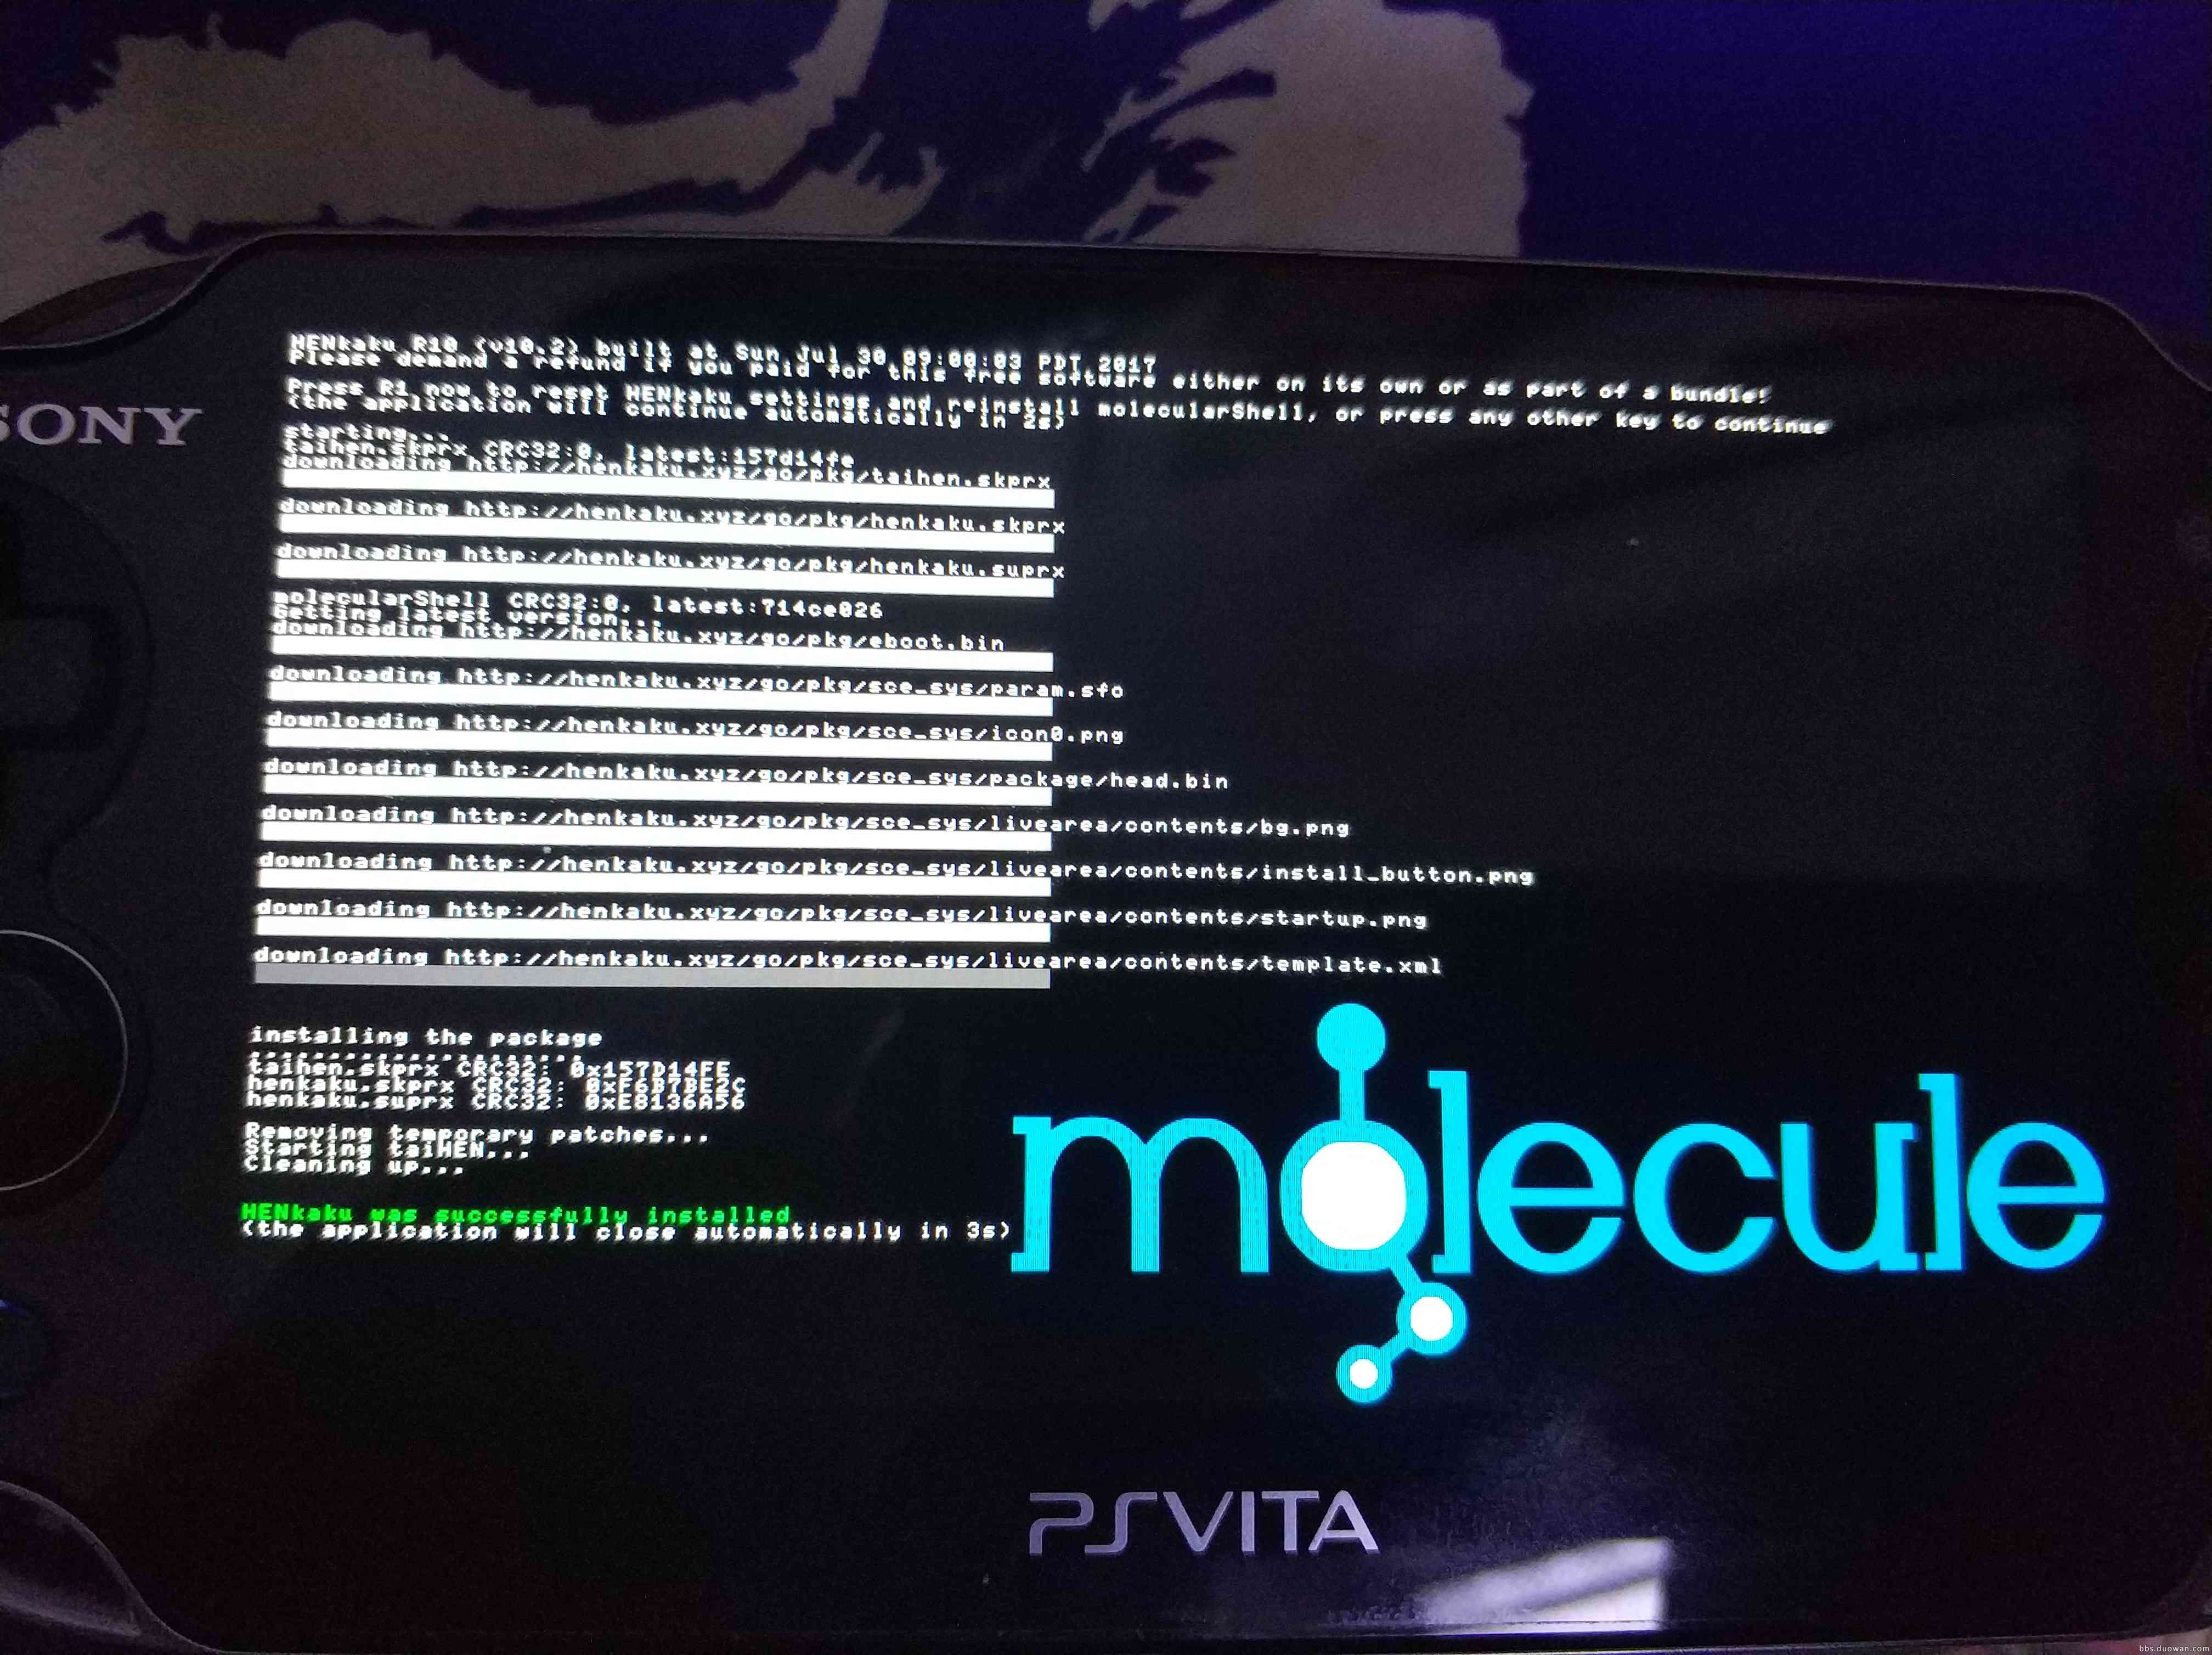 HENkaku R10 (v10.2) built at Sun Jul 30 09:00:03 PDT 2017
Please demand a refund if you paid for this free software either on its own or as part of a bundle!
Press R1 now to reset HENkaku settings and reinstall molecularShell, or press any other key to continue
(the application will continue automatically in 2s)
SONY
starting...
taihen.skprx CRC32:0, latest:157d14fe
downloading http://henkaku.xyz/go/pkg/taihen.skprx
downloading http://henkaku.xyz/go/pkg/henkaku.skprx
downloading http://henkaku.xyz/go/pkg/henkaku.suprx
molecularShell CRC32:0, latest:714ce026
Getting latest version...
downloading http://henkaku.xyz/go/pkg/eboot.bin
downloading http://henkaku.xyz/go/pkg/sce_sys/param.sfo
downloading http://henkaku.xyz/go/pkg/sce_sys/icon0.png
downloading http://henkaku.xyz/go/pkg/sce_sys/package/head.bin
downloading http://henkaku.xyz/go/pkg/sce_sys/livearea/contents/bg.png
downloading http://henkaku.xyz/go/pkg/sce_sys/livearea/contents/install_button.png
downloading http://henkaku.xyz/go/pkg/sce_sys/livearea/contents/startup.png
downloading http://henkaku.xyz/go/pkg/sce_sys/livearea/contents/template.xml
installing the package
.....................
taihen.skprx CRC32: 0x157D14FE
henkaku.skprx CRC32: 0xE6B7BE2C
henkaku.suprx CRC32: 0xE8136A56
Removing temporary patches...
Starting taiHEN...
Cleaning up...
HENkaku was successfully installed
(the application will close automatically in 3s)
molecule
PSVITA
bbs.duowan.com